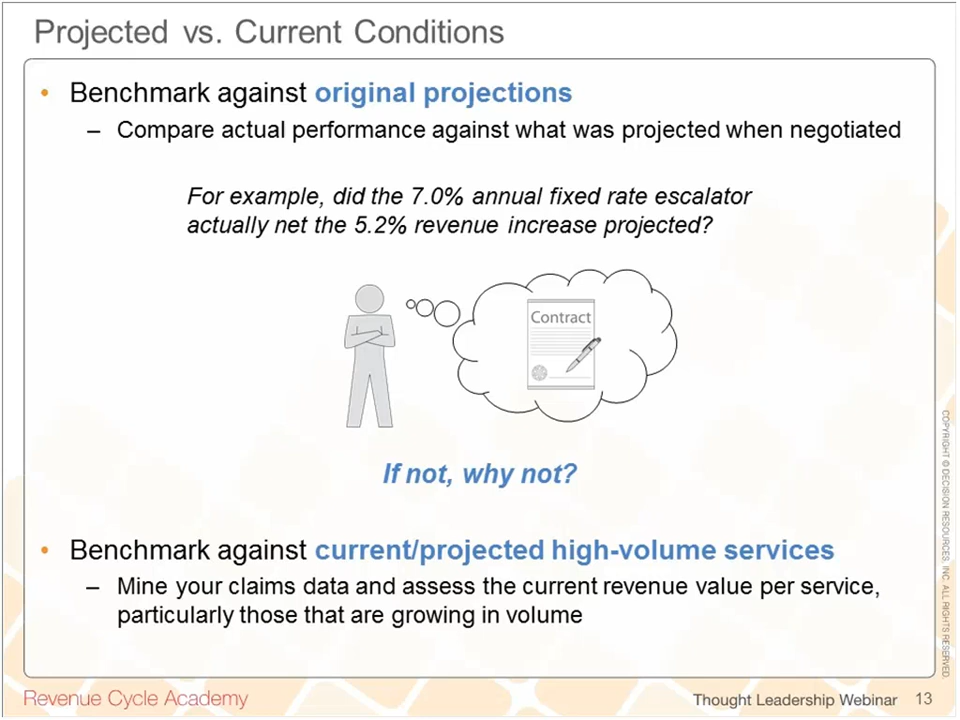 Projected vs. Current Conditions
• Benchmark against original projections
– Compare actual performance against what was projected when negotiated
For example, did the 7.0% annual fixed rate escalator
actually net the 5.2% revenue increase projected?
Contract
If not, why not?
• Benchmark against current/projected high-volume services
– Mine your claims data and assess the current revenue value per service,
particularly those that are growing in volume
COPYRIGHT © DECISION RESOURCES, INC. ALL RIGHTS RESERVED.
Revenue Cycle Academy
Thought Leadership Webinar 13